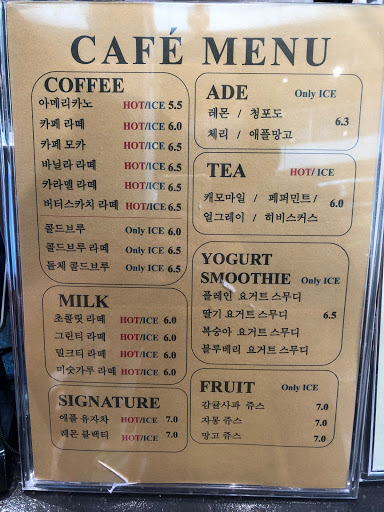 CAFÉ MENU
COFFEE
아메리카노 HOT/ICE 5.5
카페 라떼 HOT/ICE 6.0
카페 모카 HOT/ICE 6.5
바닐라 라떼 HOT/ICE 6.5
카라멜 라떼 HOT/ICE 6.5
버터스카치 라떼 HOT/ICE 6.5
콜드브루 Only ICE 6.0
콜드브루 라떼 Only ICE 6.5
돌체 콜드브루 Only ICE 6.5
MILK
초콜릿 라떼 HOT/ICE 6.0
그린티 라떼 HOT/ICE 6.0
밀크티 라떼 HOT/ICE 6.0
미숫가루 라떼 HOT/ICE 6.0
SIGNATURE
애플 유자차 HOT/ICE 7.0
레몬 블랙티 HOT/ICE 7.0
ADE Only ICE
레몬 / 청포도
체리 / 애플망고
6.3
TEA HOT/ ICE
캐모마일 / 페퍼민트/
얼그레이 / 히비스커스
6.0
YOGURT
SMOOTHIE Only ICE
플레인 요거트 스무디
딸기 요거트 스무디 6.5
복숭아 요거트 스무디
블루베리 요거트 스무디
FRUIT Only ICE
감귤사과 쥬스 7.0
자몽 쥬스 7.0
망고 쥬스 7.0